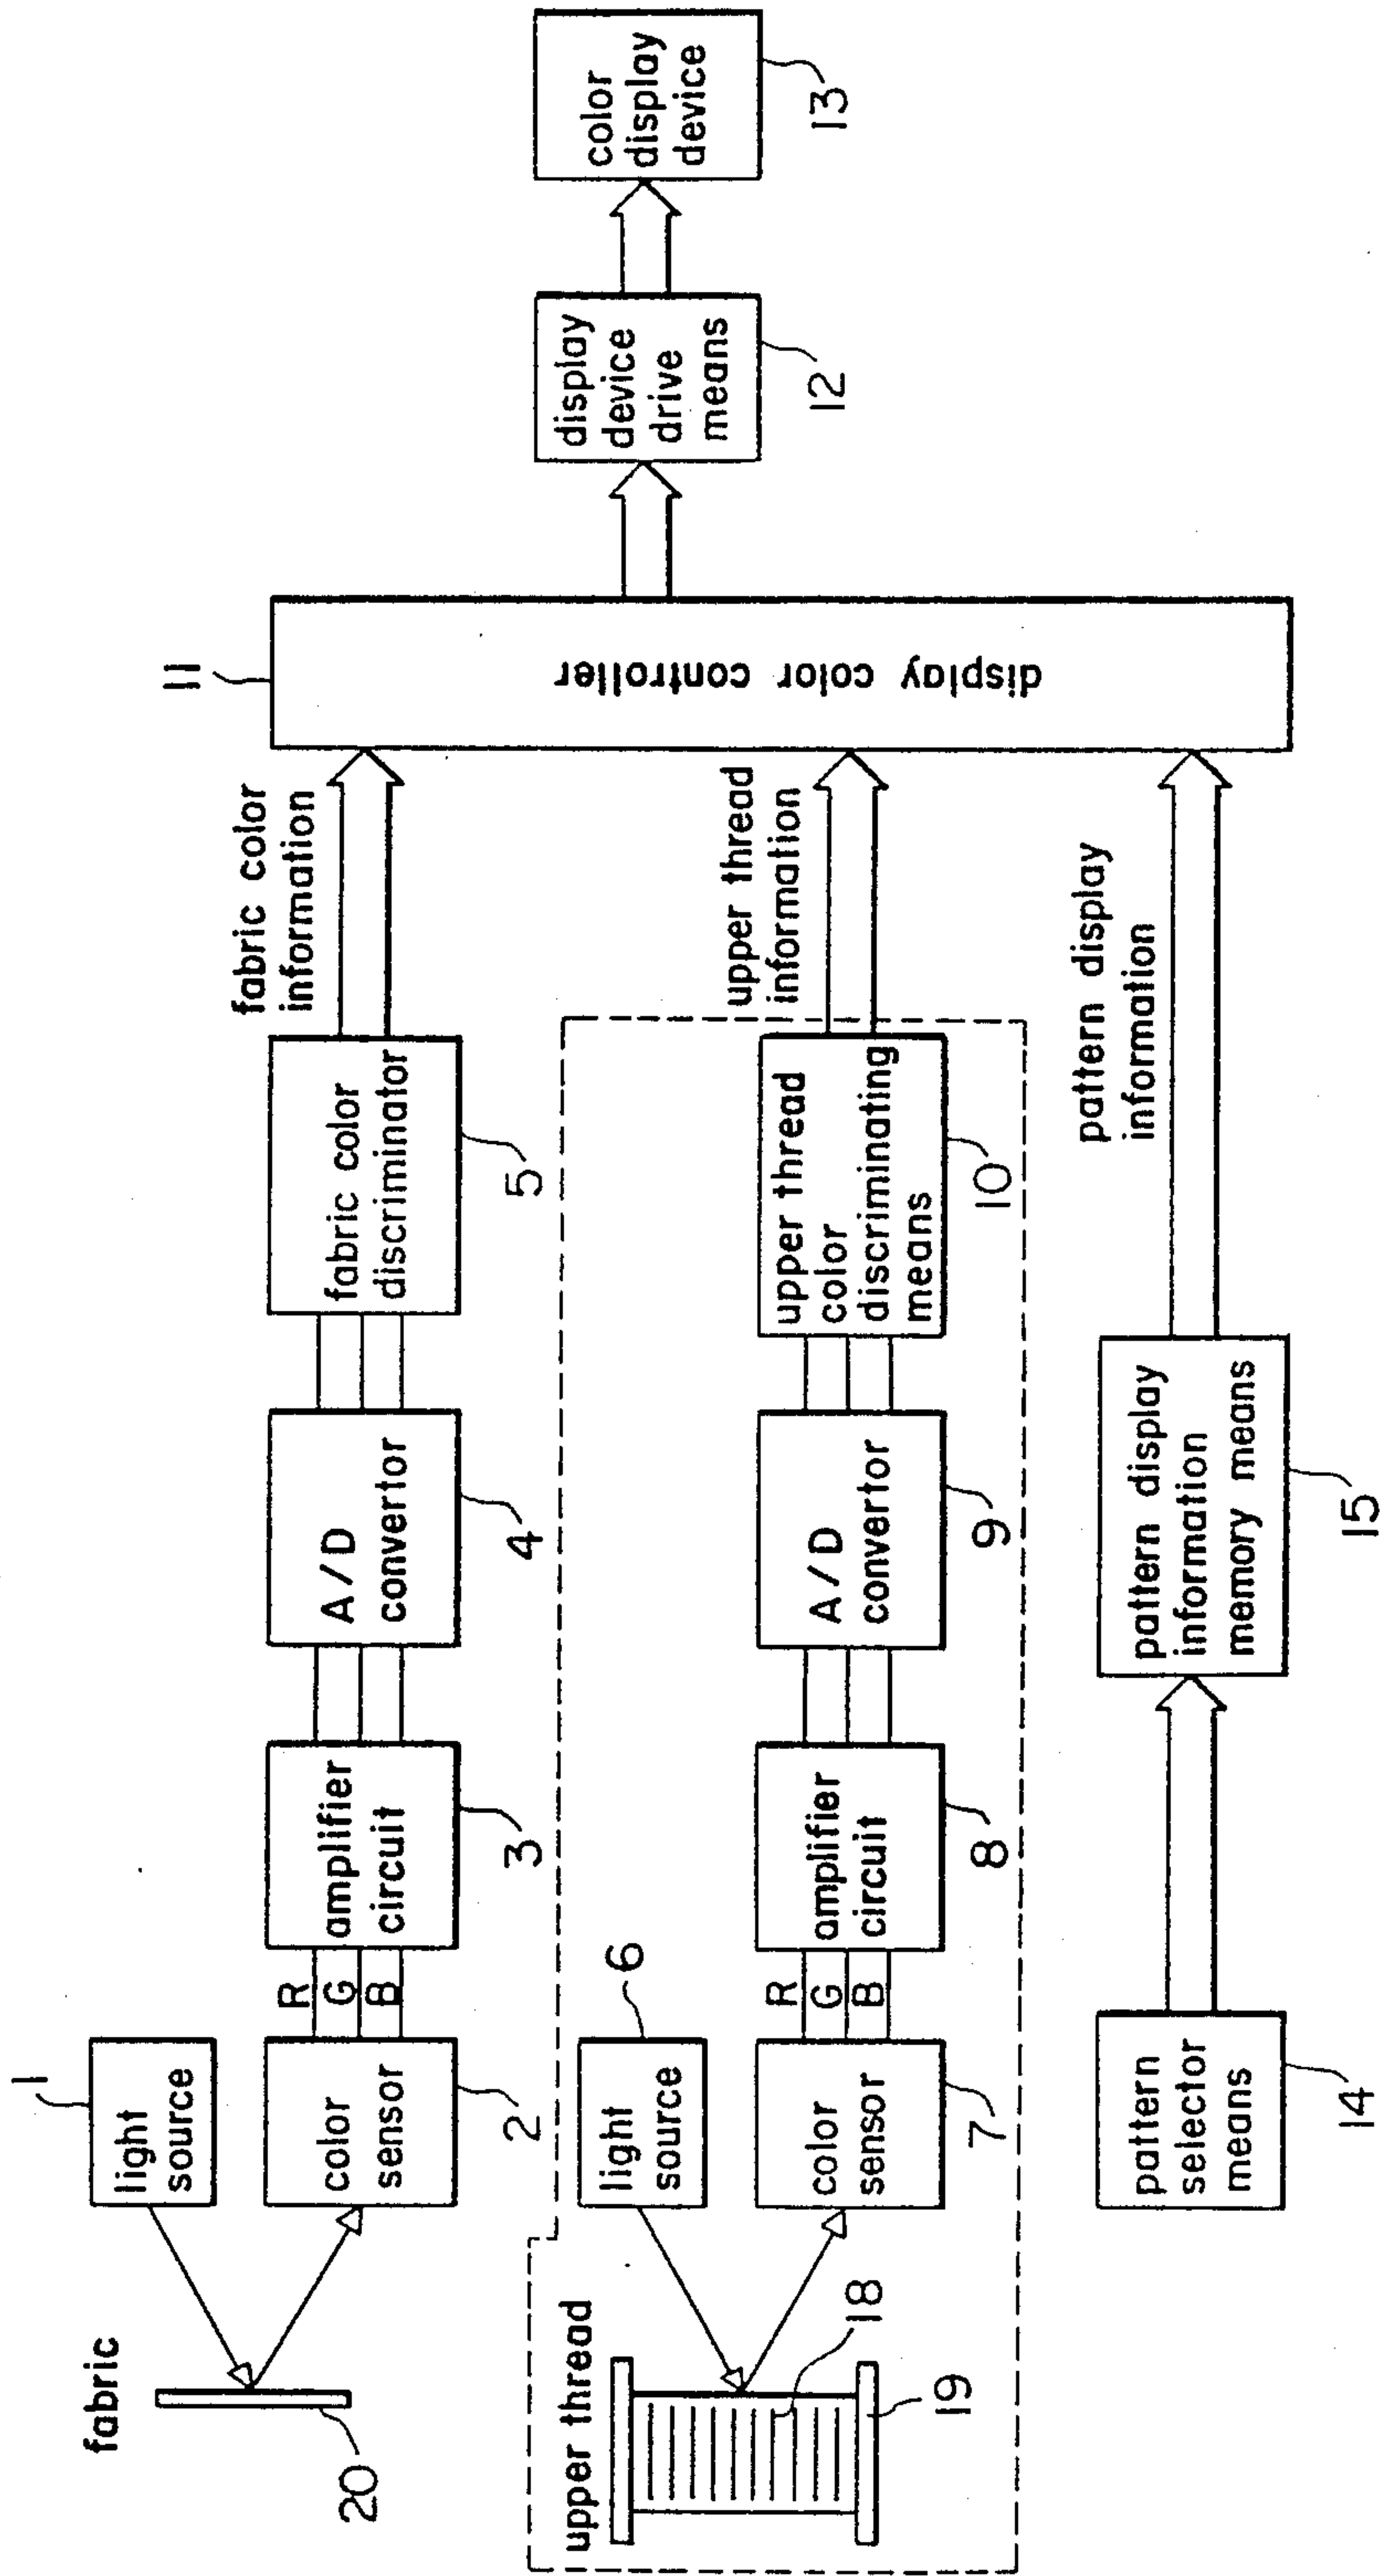 fabric
20
1
light
source
color
sensor
2
R
G
B
amplifier
circuit
3
A/D
convertor
4
fabric color
discriminator
5
fabric color
information
upper thread
18
19
light
source
6
color
sensor
7
R
G
B
amplifier
circuit
8
A/D
convertor
9
upper thread
color
discriminating
means
10
upper thread
information
pattern
selector
means
14
pattern display
information
memory means
15
pattern display
information
11
display color controller
display
device
drive
means
12
color
display
device
13